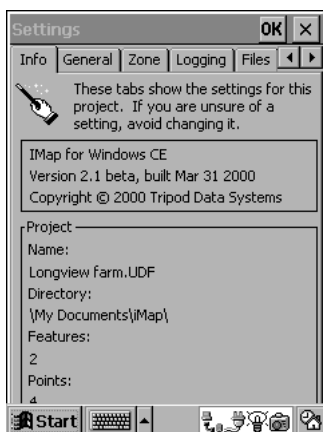 Settings OK
Info General Zone Logging Files
These tabs show the settings for this
project. If you are unsure of a
setting, avoid changing it.
IMap for Windows CE
Version 2.1 beta, built Mar 31 2000
Copyright © 2000 Tripod Data Systems
Project
Name:
Longview farm.UDF
Directory:
\My Documents\iMap\
Features:
2
Points:
4
Start